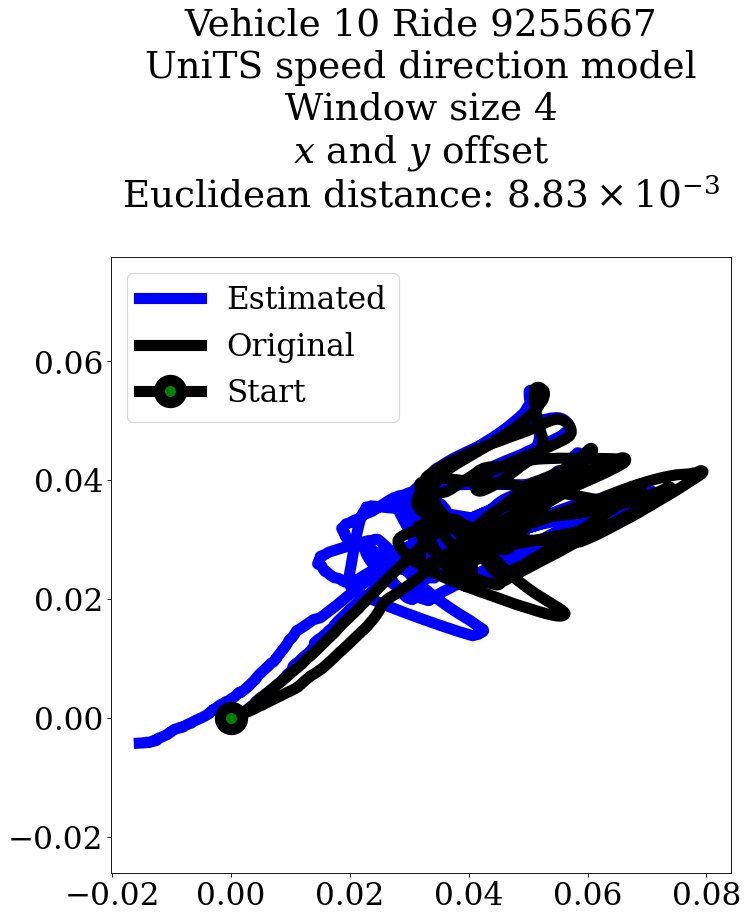 Vehicle 10 Ride 9255667
UniTS speed direction model
Window size 4
x and y offset
Euclidean distance: 8.83 × 10⁻³
Estimated
Original
Start
0.06
0.04
0.02
0.00
−0.02
−0.02 0.00 0.02 0.04 0.06 0.08